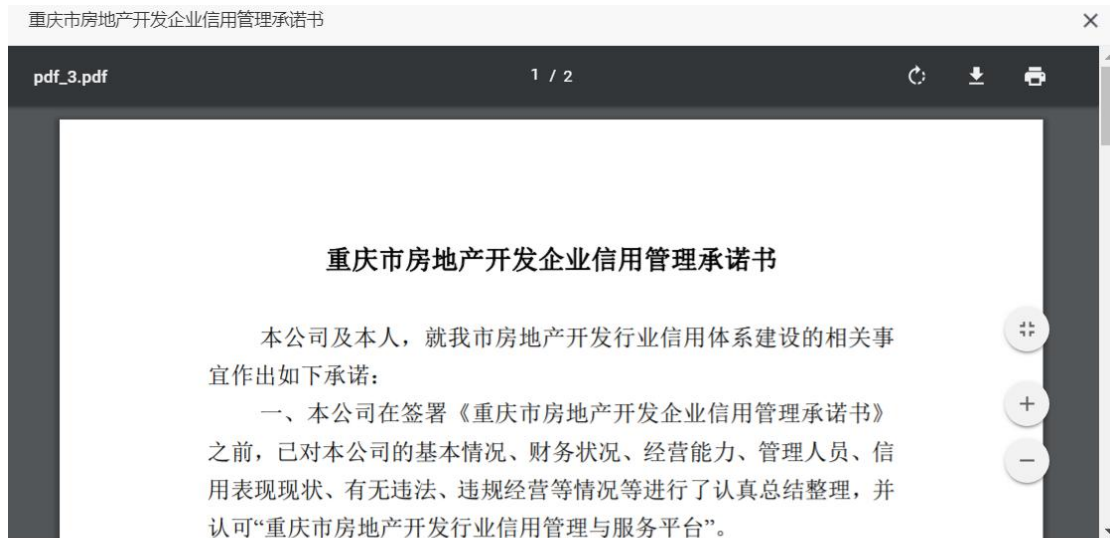 重庆市房地产开发企业信用管理承诺书
pdf_3.pdf
1 / 2
重庆市房地产开发企业信用管理承诺书
本公司及本人，就我市房地产开发行业信用体系建设的相关事
宜作出如下承诺：
一、本公司在签署《重庆市房地产开发企业信用管理承诺书》
之前，已对本公司的基本情况、财务状况、经营能力、管理人员、信
用表现现状、有无违法、违规经营等情况等进行了认真总结整理，并
认可“重庆市房地产开发行业信用管理与服务平台”。